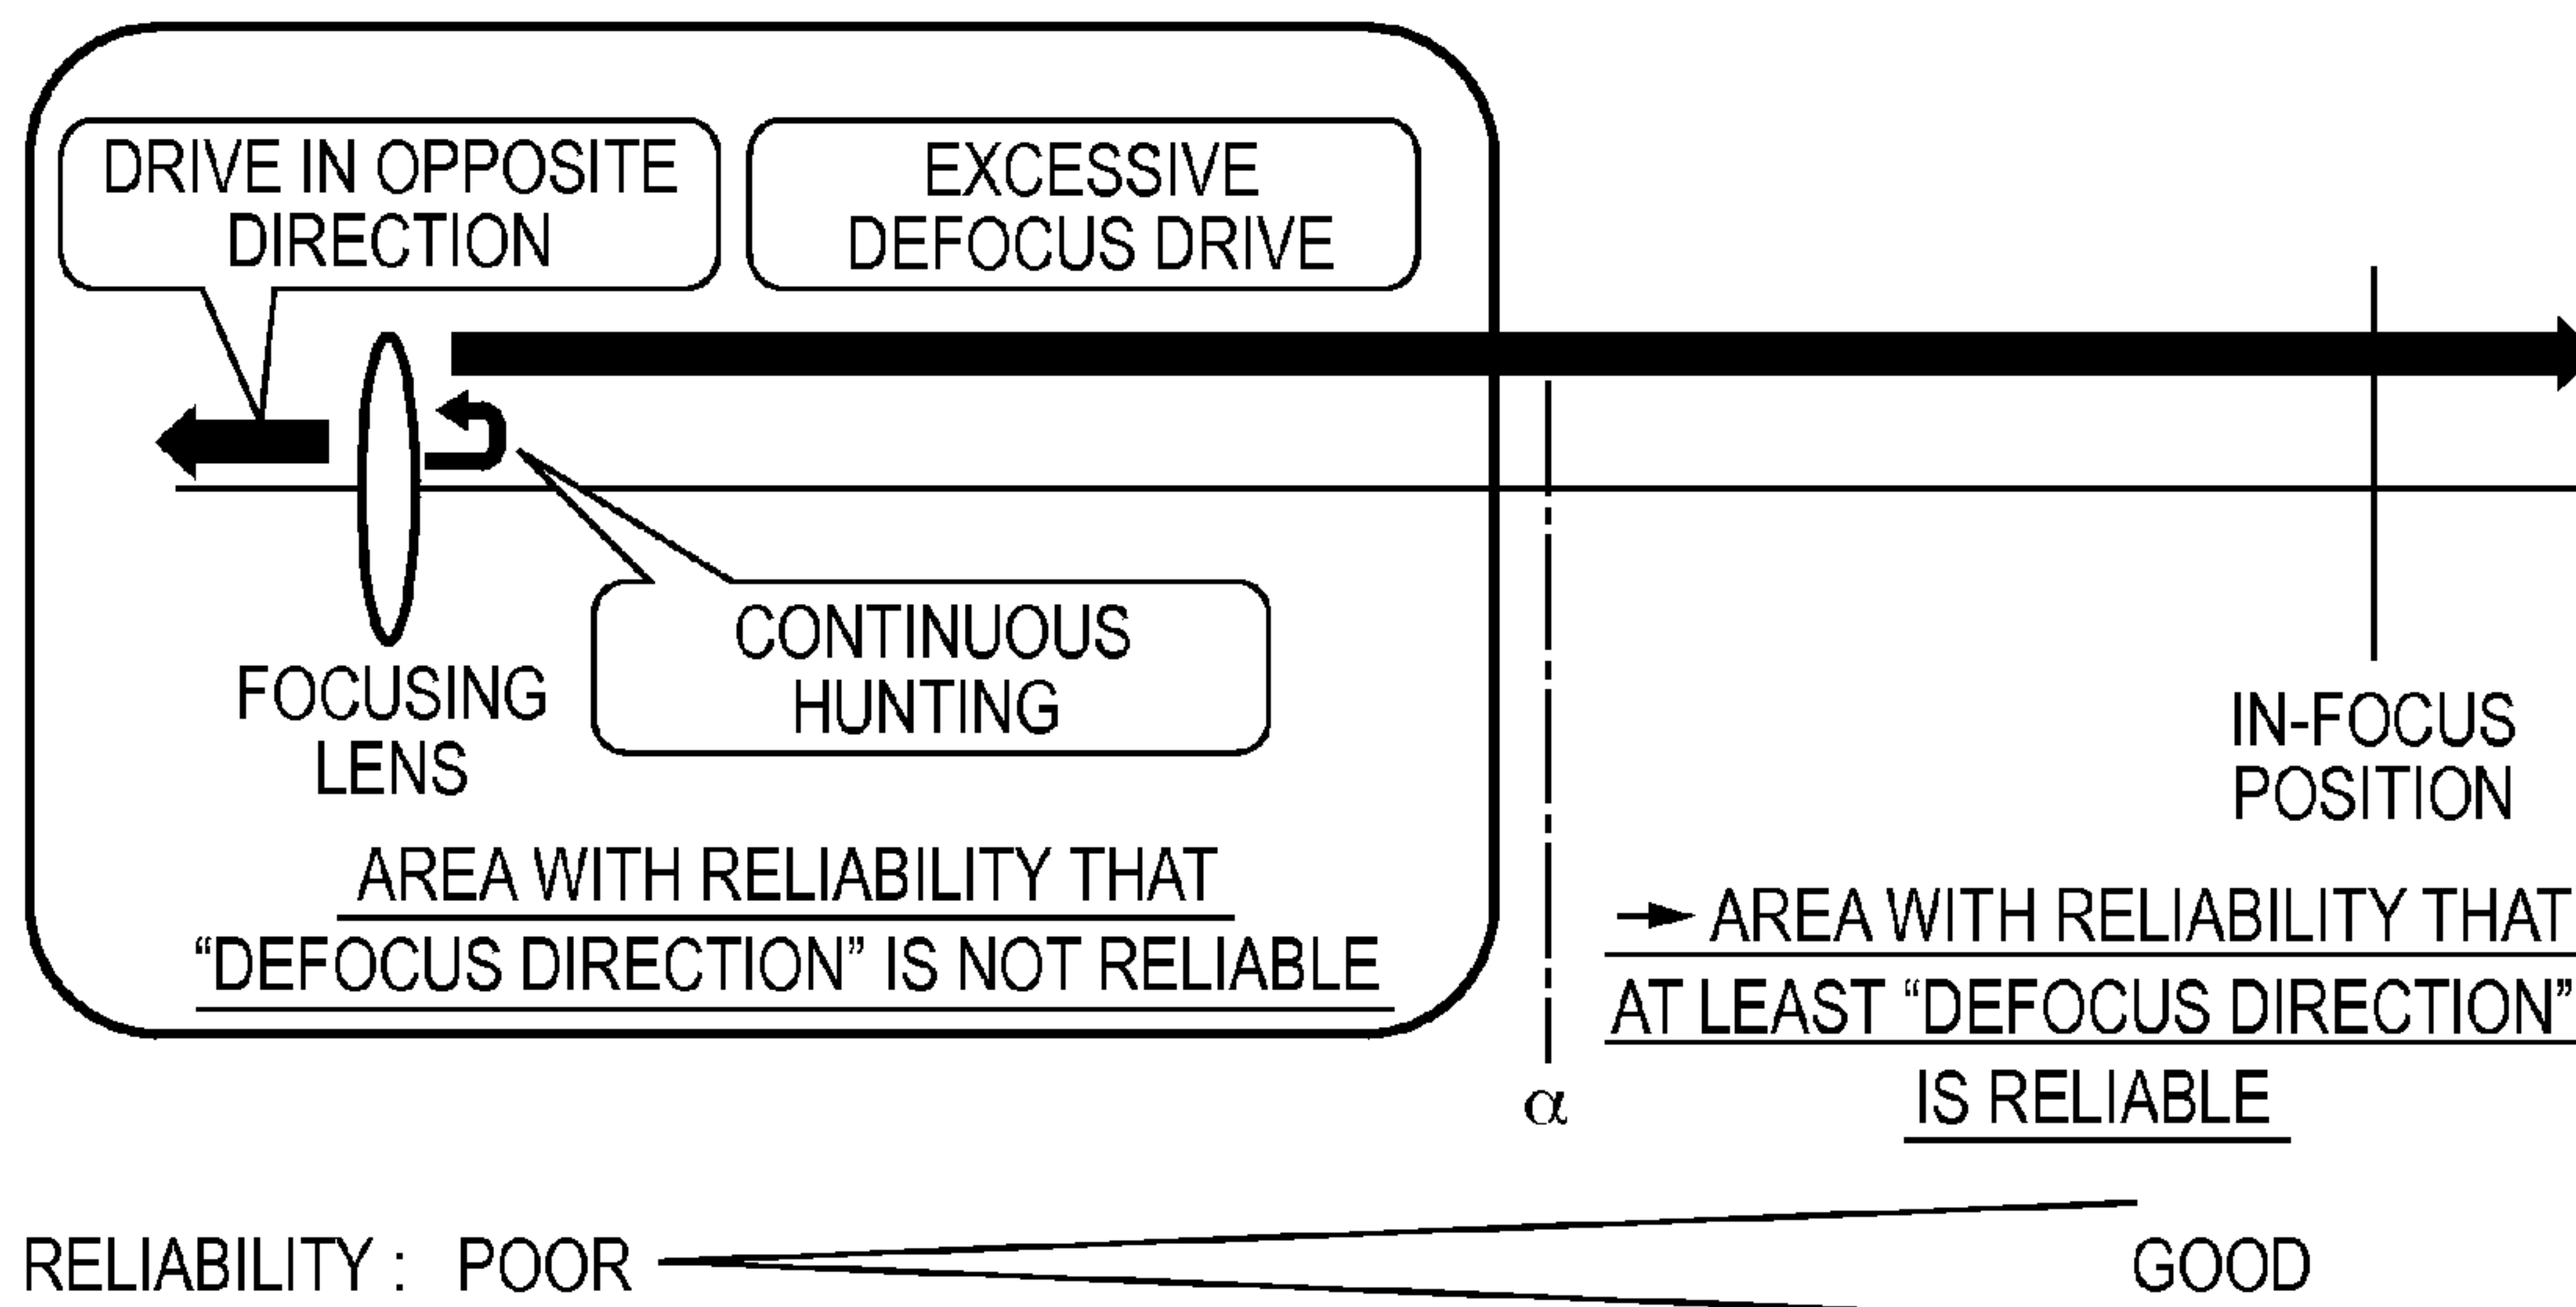 DRIVE IN OPPOSITE
DIRECTION
EXCESSIVE
DEFOCUS DRIVE
CONTINUOUS
HUNTING
FOCUSING
LENS
IN-FOCUS
POSITION
AREA WITH RELIABILITY THAT
“DEFOCUS DIRECTION” IS NOT RELIABLE
AREA WITH RELIABILITY THAT
AT LEAST “DEFOCUS DIRECTION”
IS RELIABLE
α
RELIABILITY : POOR GOOD